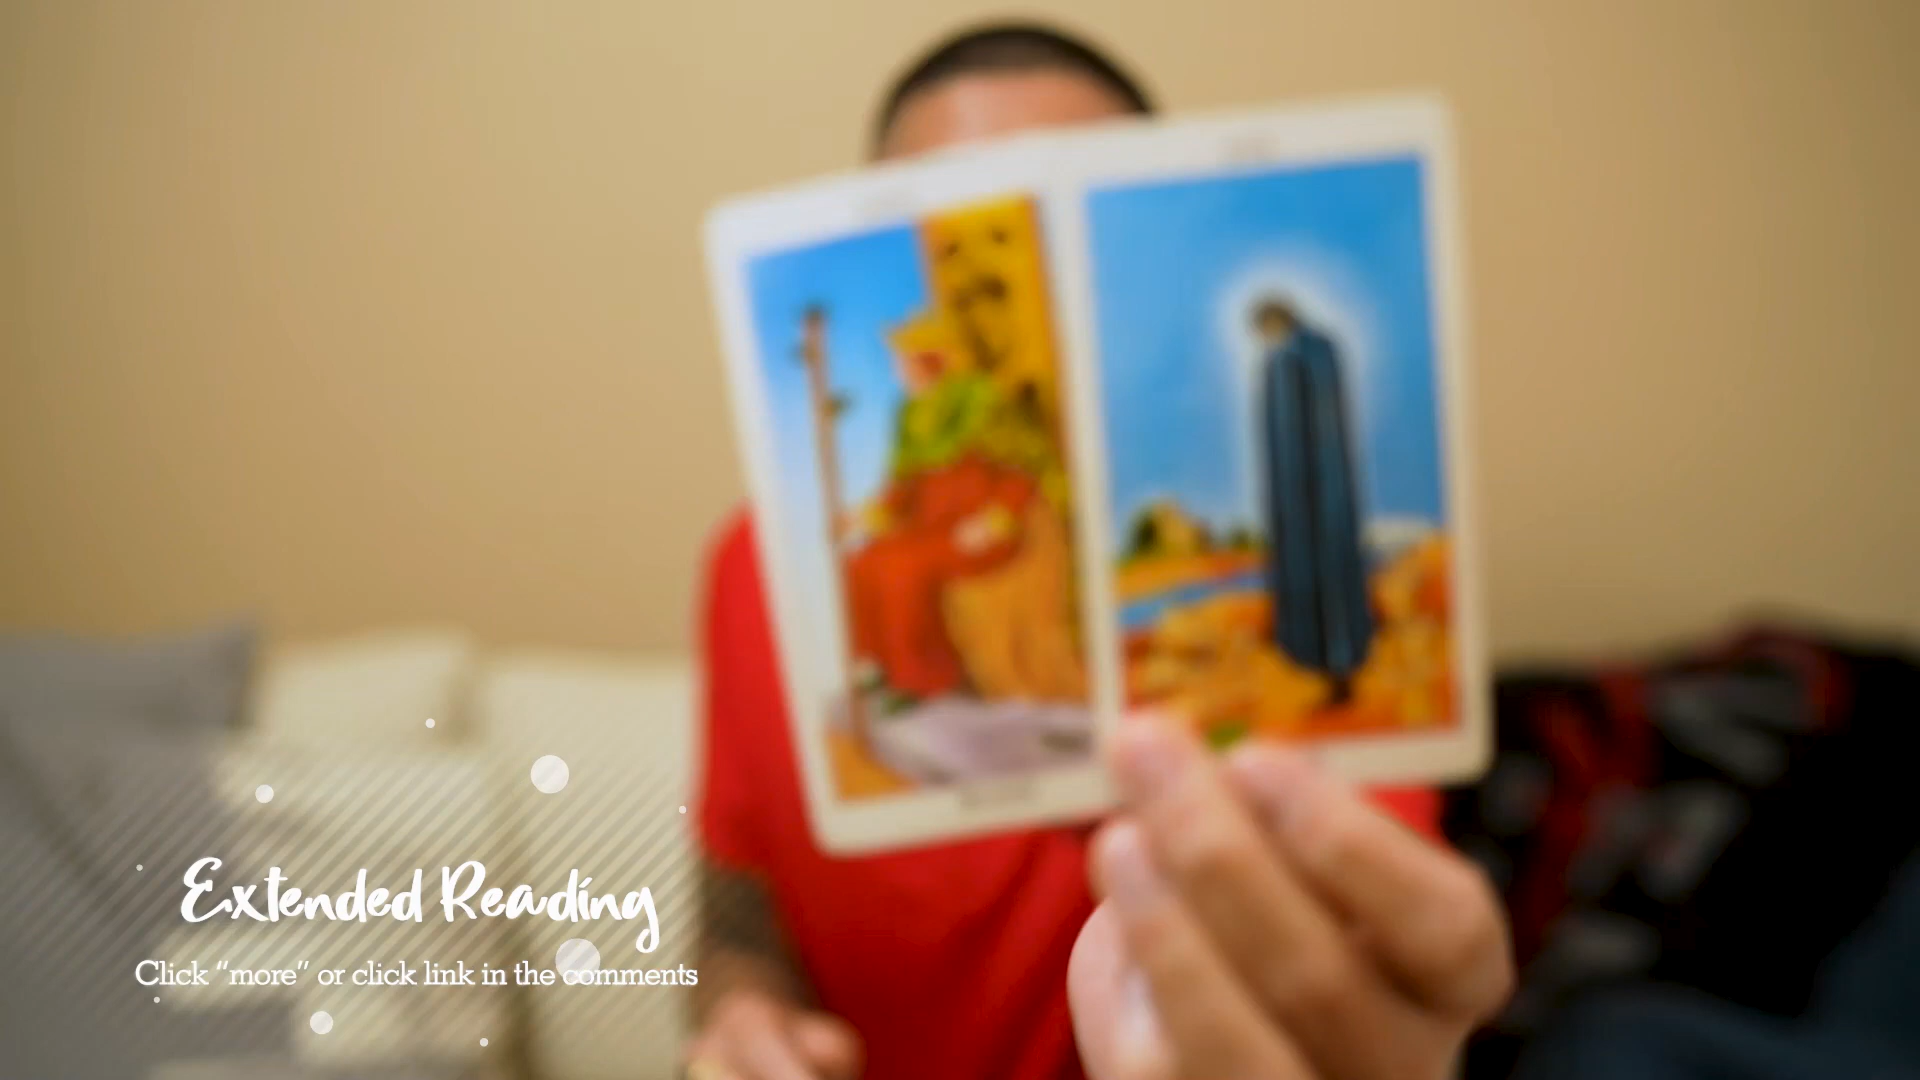 Extended Reading
Click “more” or click link in the comments